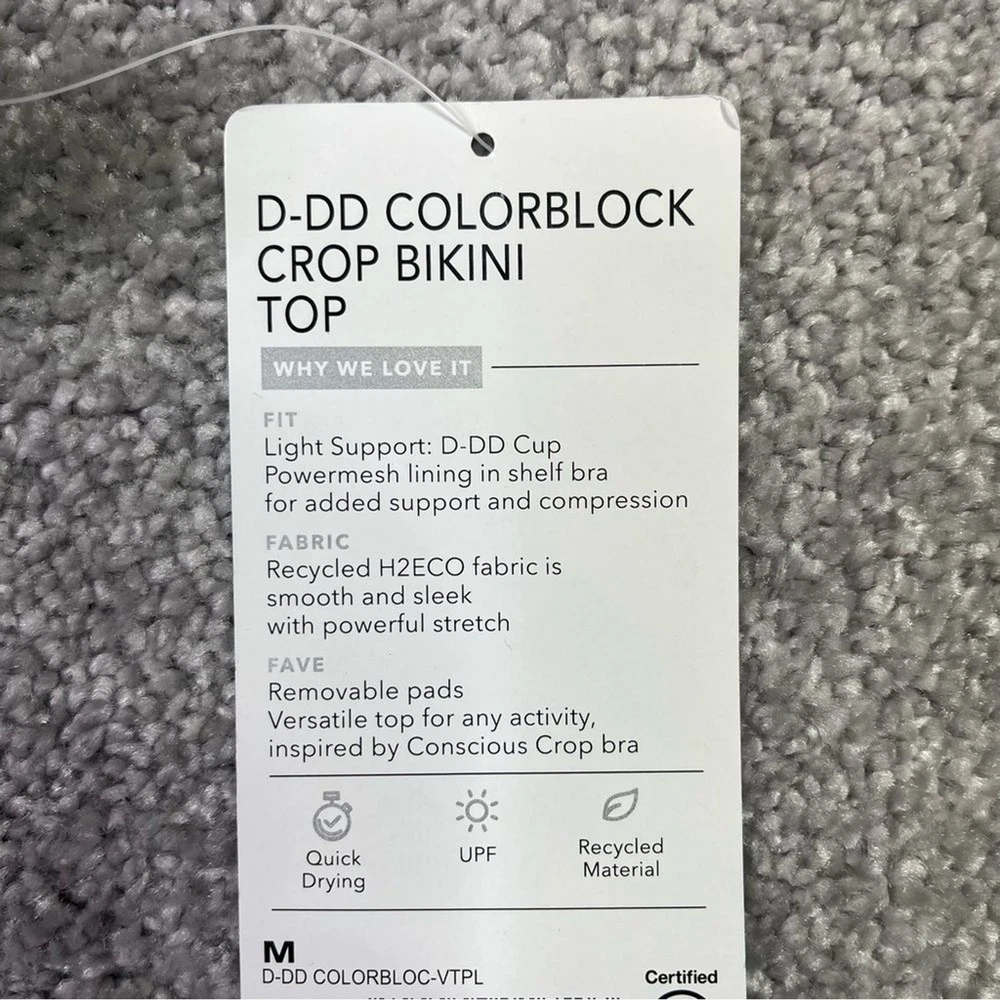 D-DD COLORBLOCK
CROP BIKINI
TOP
WHY WE LOVE IT
FIT
Light Support: D-DD Cup
Powermesh lining in shelf bra
for added support and compression
FABRIC
Recycled H2ECO fabric is
smooth and sleek
with powerful stretch
FAVE
Removable pads
Versatile top for any activity,
inspired by Conscious Crop bra
Quick
Drying
UPF
Recycled
Material
M
D-DD COLORBLOC-VTPL
Certified